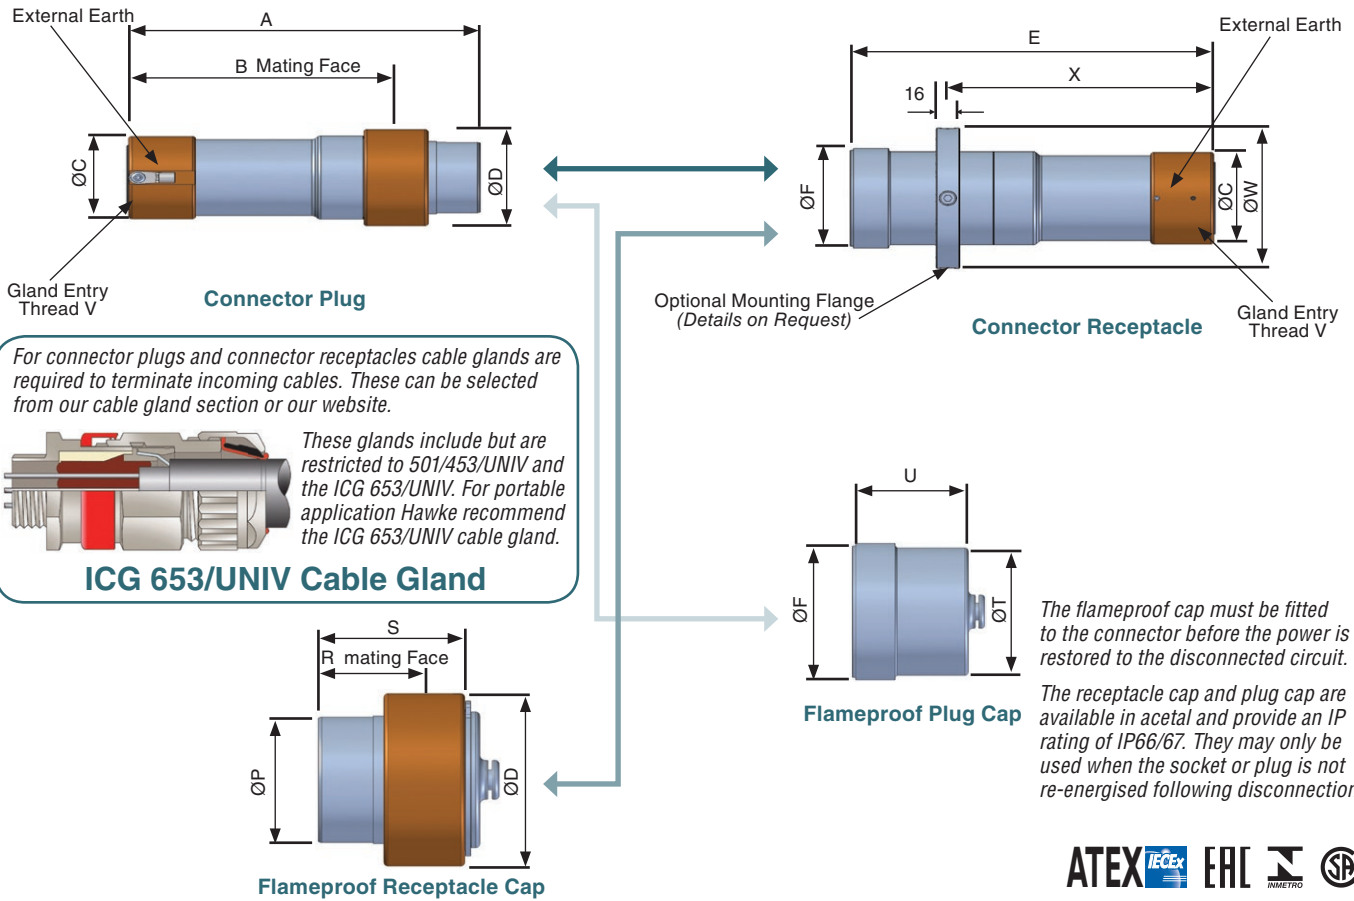 External Earth
A
B Mating Face
ØC
ØD
Gland Entry
Thread V
Connector Plug
E
External Earth
X
16
ØF
ØC
ØW
Optional Mounting Flange
(Details on Request)
Connector Receptacle
Gland Entry
Thread V
For connector plugs and connector receptacles cable glands are
required to terminate incoming cables. These can be selected
from our cable gland section or our website.
These glands include but are
restricted to 501/453/UNIV and
the ICG 653/UNIV. For portable
application Hawke recommend
the ICG 653/UNIV cable gland.
ICG 653/UNIV Cable Gland
S
R mating Face
ØP
ØD
Flameproof Receptacle Cap
U
ØF
ØT
Flameproof Plug Cap
The flameproof cap must be fitted
to the connector before the power is
restored to the disconnected circuit.
The receptacle cap and plug cap are
available in acetal and provide an IP
rating of IP66/67. They may only be
used when the socket or plug is not
re-energised following disconnection
ATEX
IECEx
EAC
INMETRO
SA